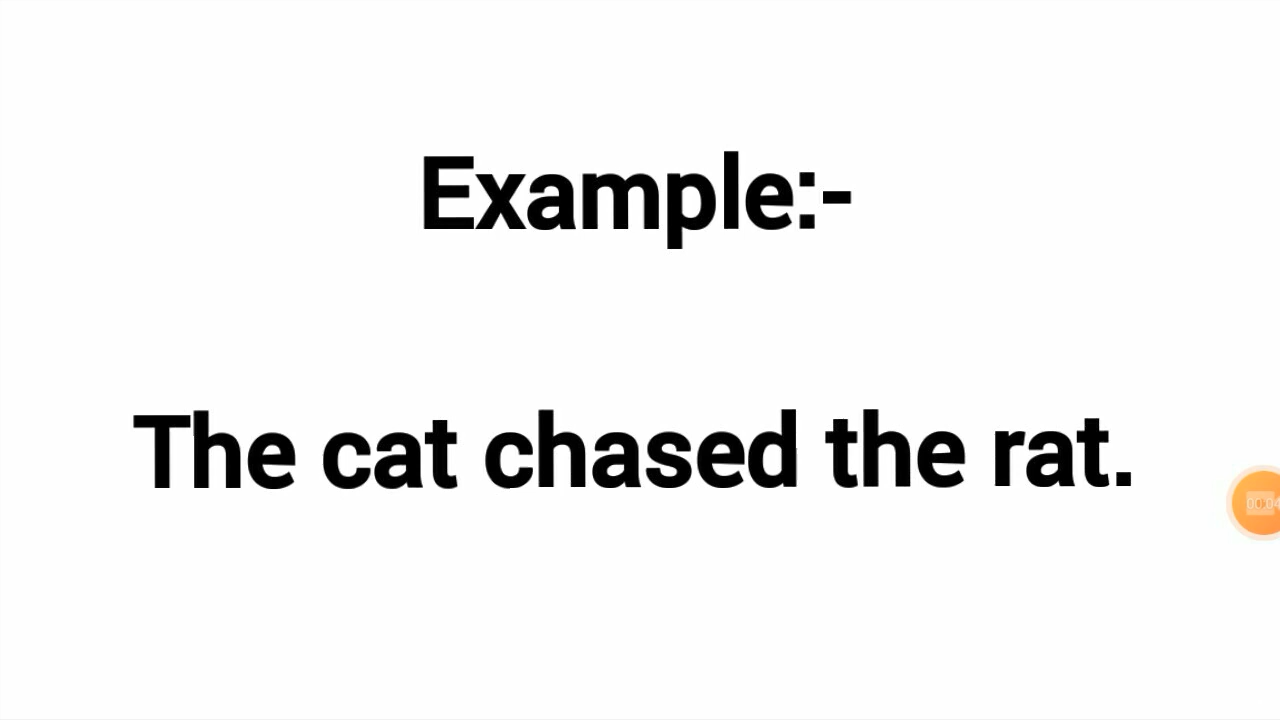 Example:-
The cat chased the rat.